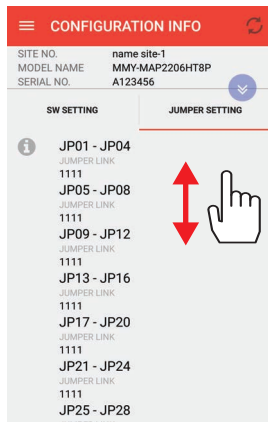 CONFIGURATION INFO
SITE NO. name site-1
MODEL NAME MMY-MAP2206HT8P
SERIAL NO. A123456
SW SETTING JUMPER SETTING
JP01 - JP04
JUMPER LINK
1111
JP05 - JP08
JUMPER LINK
1111
JP09 - JP12
JUMPER LINK
1111
JP13 - JP16
JUMPER LINK
1111
JP17 - JP20
JUMPER LINK
1111
JP21 - JP24
JUMPER LINK
1111
JP25 - JP28